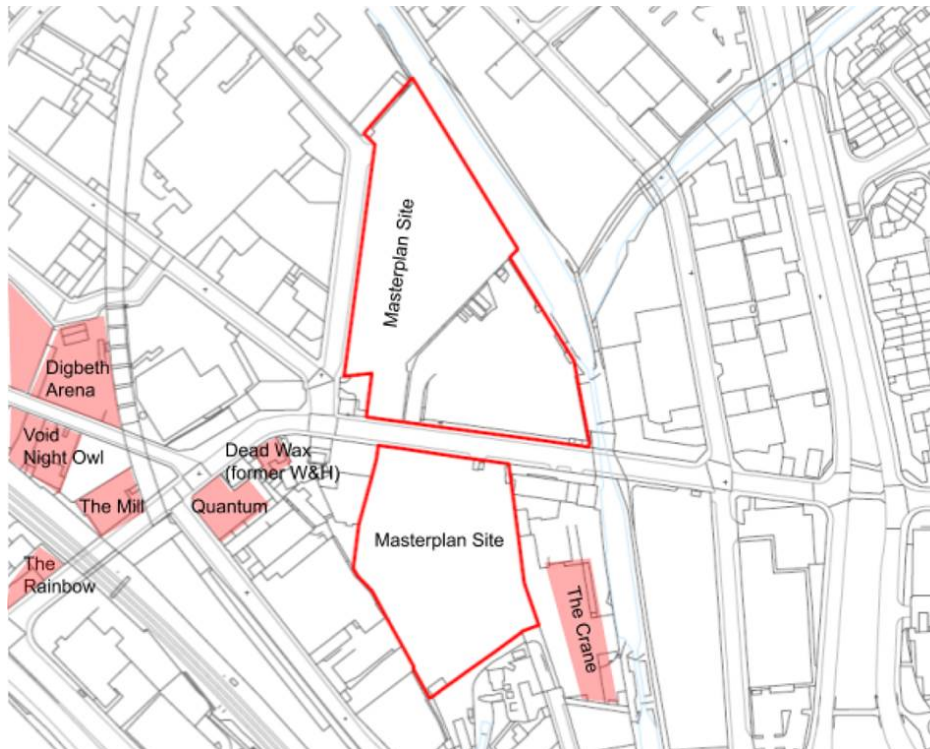 Masterplan Site
Digbeth
Arena
Void
Night Owl
Dead Wax
(former W&H)
The Mill
Quantum
Masterplan Site
The
Rainbow
The Crane